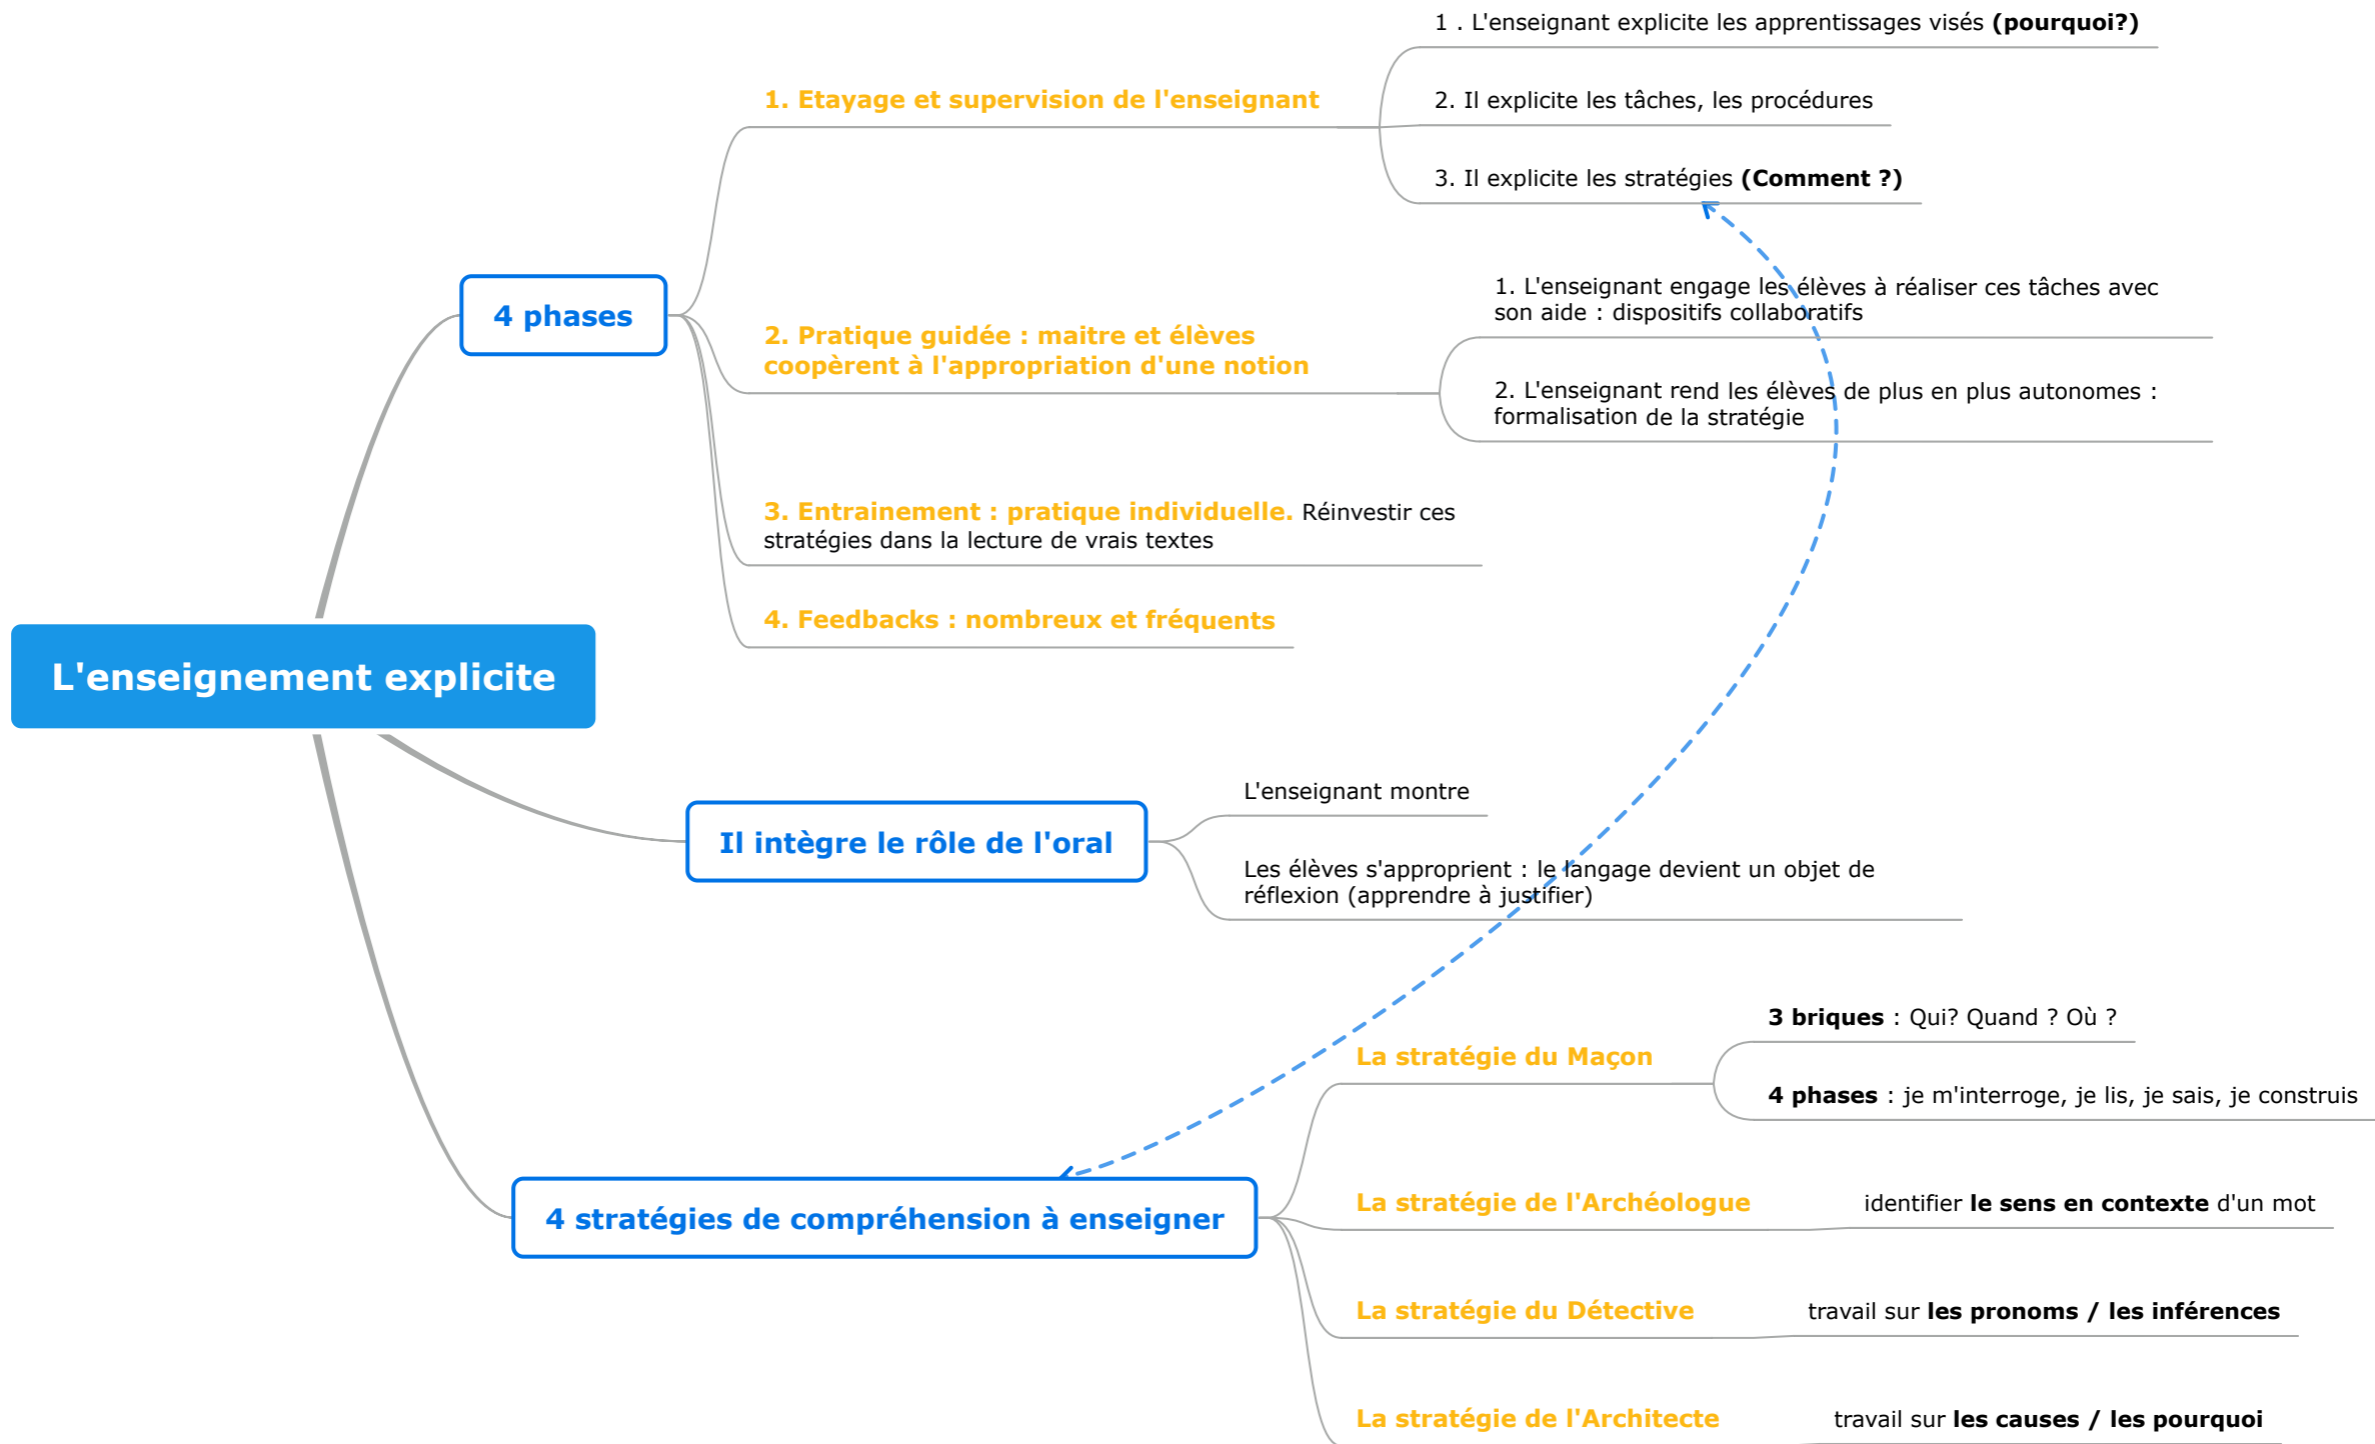 L'enseignement explicite
4 phases
1. Etayage et supervision de l'enseignant
1 . L'enseignant explicite les apprentissages visés (pourquoi?)
2. Il explicite les tâches, les procédures
3. Il explicite les stratégies (Comment ?)
2. Pratique guidée : maitre et élèves
coopèrent à l'appropriation d'une notion
1. L'enseignant engage les élèves à réaliser ces tâches avec
son aide : dispositifs collaboratifs
2. L'enseignant rend les élèves de plus en plus autonomes :
formalisation de la stratégie
3. Entrainement : pratique individuelle. Réinvestir ces
stratégies dans la lecture de vrais textes
4. Feedbacks : nombreux et fréquents
Il intègre le rôle de l'oral
L'enseignant montre
Les élèves s'approprient : le langage devient un objet de
réflexion (apprendre à justifier)
4 stratégies de compréhension à enseigner
La stratégie du Maçon
3 briques : Qui? Quand ? Où ?
4 phases : je m'interroge, je lis, je sais, je construis
La stratégie de l'Archéologue
identifier le sens en contexte d'un mot
La stratégie du Détective
travail sur les pronoms / les inférences
La stratégie de l'Architecte
travail sur les causes / les pourquoi